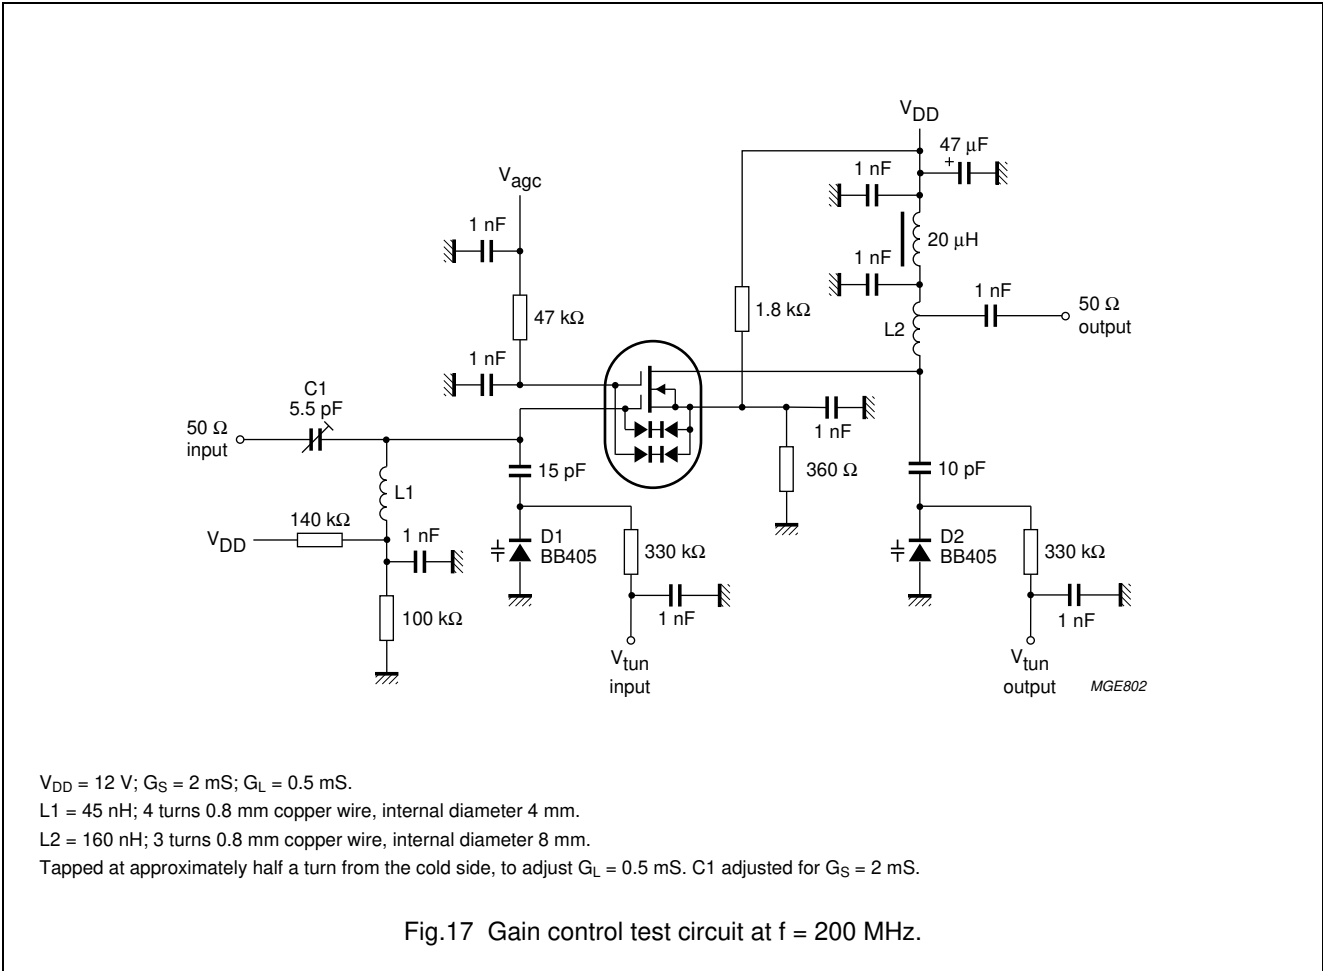 V_DD
47 µF
+
1 nF
V_agc
1 nF
20 µH
1 nF
1 nF
50 Ω
output
1.8 kΩ
47 kΩ
L2
1 nF
C1
5.5 pF
50 Ω
input
1 nF
15 pF
360 Ω
10 pF
L1
140 kΩ
V_DD
1 nF
D1
BB405
330 kΩ
D2
BB405
330 kΩ
100 kΩ
1 nF
1 nF
V_tun
input
V_tun
output
MGE802
V_DD = 12 V; G_S = 2 mS; G_L = 0.5 mS.
L1 = 45 nH; 4 turns 0.8 mm copper wire, internal diameter 4 mm.
L2 = 160 nH; 3 turns 0.8 mm copper wire, internal diameter 8 mm.
Tapped at approximately half a turn from the cold side, to adjust G_L = 0.5 mS. C1 adjusted for G_S = 2 mS.
Fig.17 Gain control test circuit at f = 200 MHz.